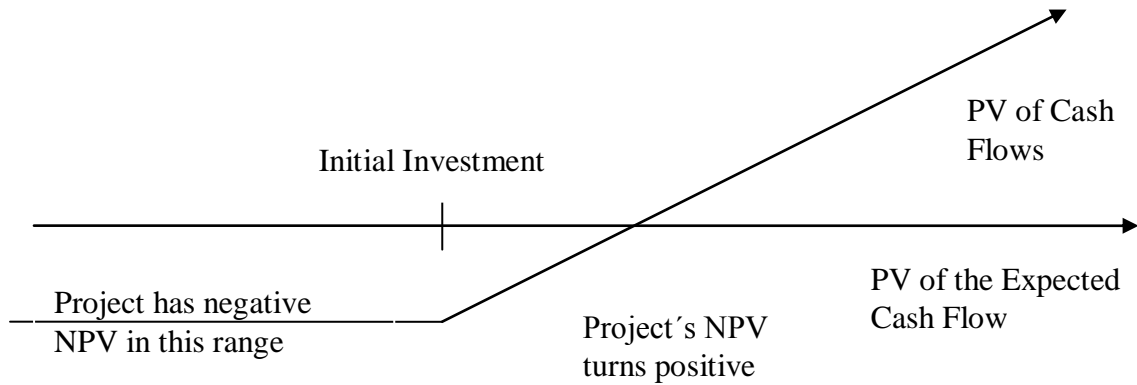 PV of Cash
Flows
Initial Investment
PV of the Expected
Cash Flow
Project has negative
NPV in this range
Project´s NPV
turns positive